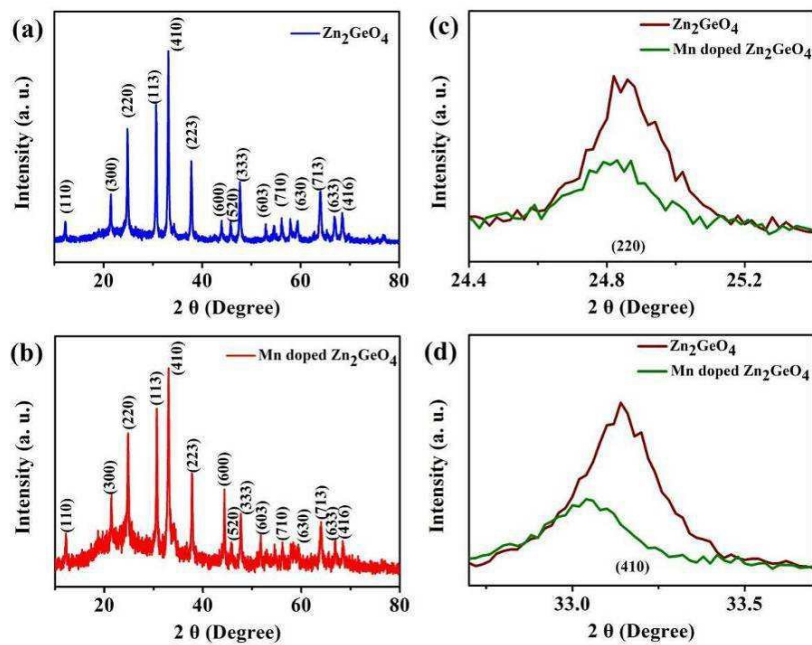 (a)
Zn2GeO4
(110)
(300)
(220)
(113)
(410)
(223)
(600)
(520)
(333)
(603)
(710)
(630)
(713)
(633)
(416)
Intensity (a. u.)
20 40 60 80
2 θ (Degree)
(c)
Zn2GeO4
Mn doped Zn2GeO4
(220)
Intensity (a. u.)
24.4 24.8 25.2
2 θ (Degree)
(b)
Mn doped Zn2GeO4
(110)
(300)
(220)
(113)
(410)
(223)
(600)
(520)
(333)
(603)
(710)
(630)
(713)
(633)
(416)
Intensity (a. u.)
20 40 60 80
2 θ (Degree)
(d)
Zn2GeO4
Mn doped Zn2GeO4
(410)
Intensity (a. u.)
33.0 33.5
2 θ (Degree)